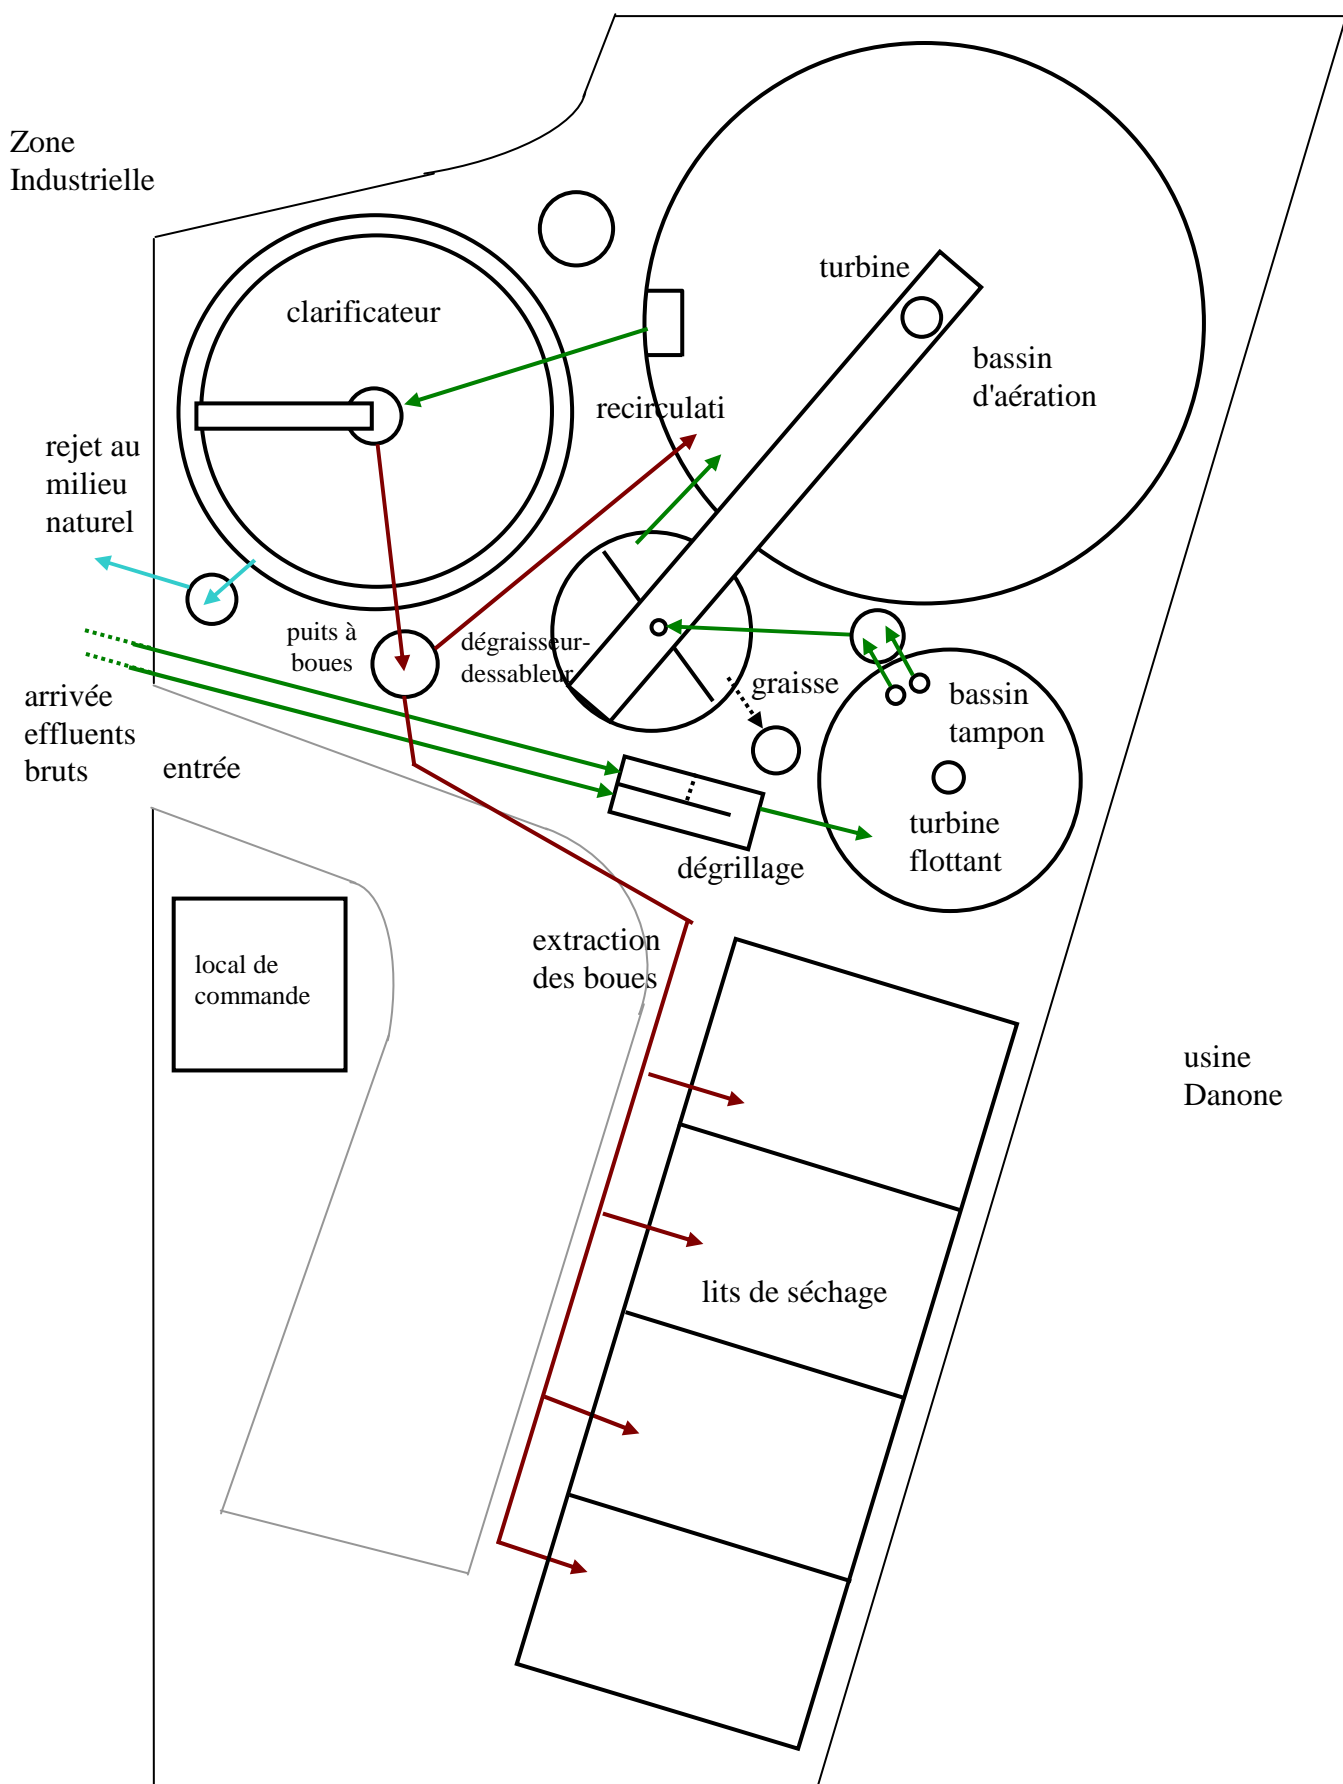 Zone
Industrielle
turbine
clarificateur
bassin
d'aération
recirculati
rejet au
milieu
naturel
puits à
boues
dégraisseur-
dessableur
graisse
bassin
tampon
arrivée
effluents
bruts
entrée
turbine
flottant
dégrillage
extraction
des boues
local de
commande
usine
Danone
lits de séchage